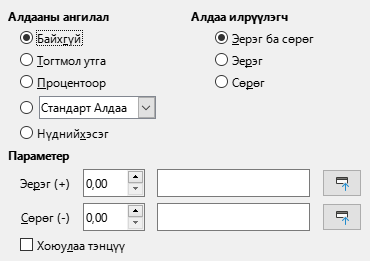 Алдааны ангилал
Байхгүй
Тогтмол утга
Процентоор
Стандарт Алдаа
Нүднийхэсэг
Алдаа илрүүлэгч
Эерэг ба сөрөг
Эерэг
Сөрөг
Параметер
Эерэг (+) 0,00
Сөрөг (-) 0,00
Хоюулаа тэнцүү